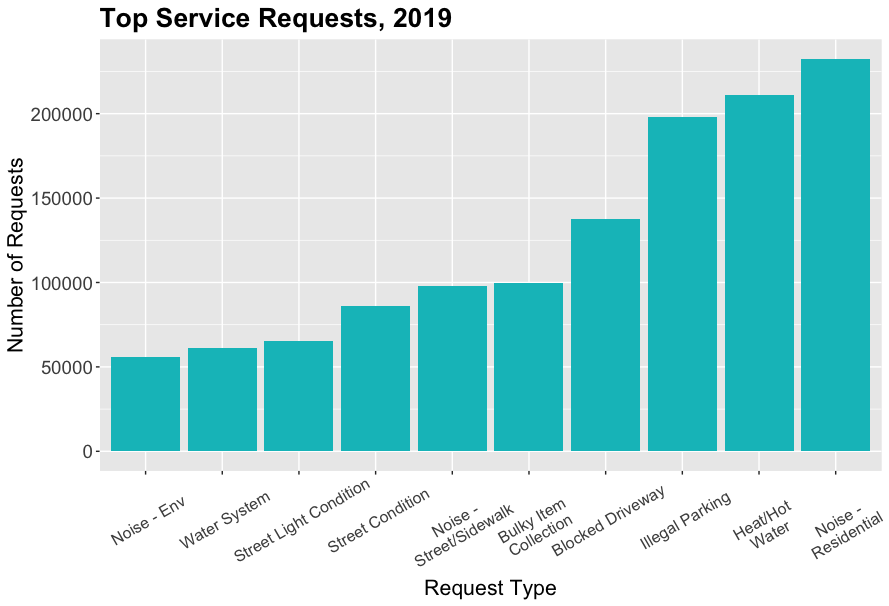 Top Service Requests, 2019
Number of Requests
200000
150000
100000
50000
0
Noise - Env
Water System
Street Light Condition
Street Condition
Noise -
Street/Sidewalk
Bulky Item
Collection
Blocked Driveway
Illegal Parking
Heat/Hot
Water
Noise -
Residential
Request Type